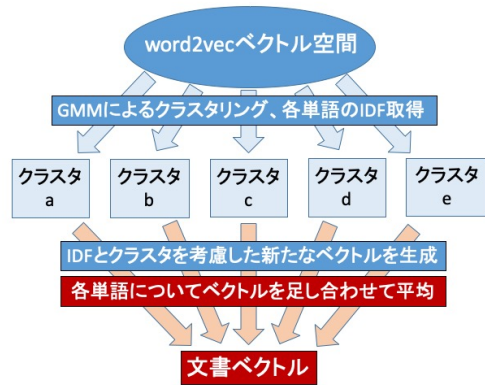 word2vecベクトル空間
GMMによるクラスタリング、各単語のIDF取得
クラスタ
a
クラスタ
b
クラスタ
c
クラスタ
d
クラスタ
e
IDFとクラスタを考慮した新たなベクトルを生成
各単語についてベクトルを足し合わせて平均
文書ベクトル